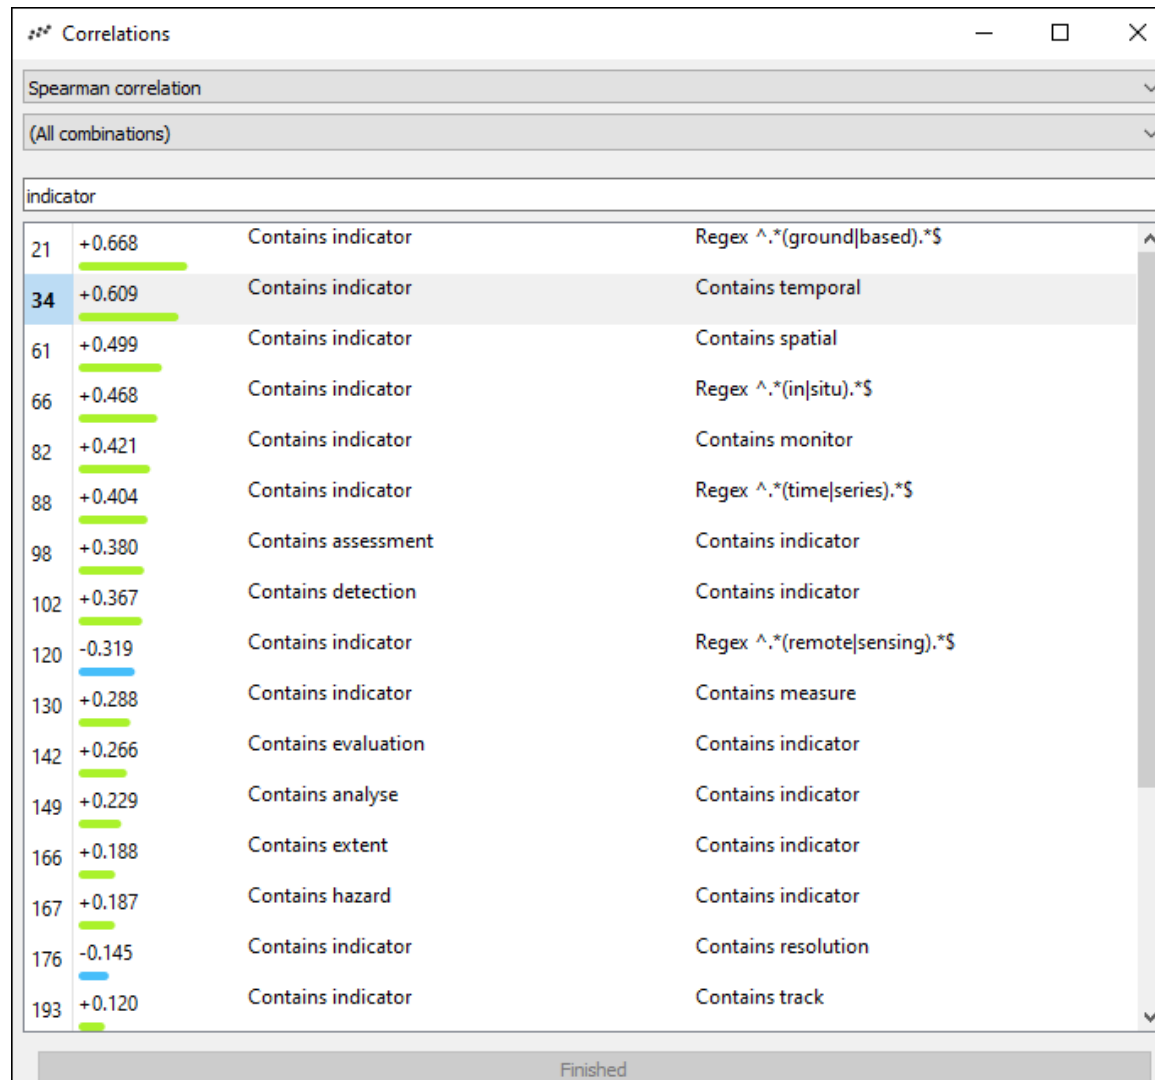 Correlations
Spearman correlation
(All combinations)
indicator
21 +0.668 Contains indicator Regex ^.*(ground|based).*$
34 +0.609 Contains indicator Contains temporal
61 +0.499 Contains indicator Contains spatial
66 +0.468 Contains indicator Regex ^.*(in|situ).*$
82 +0.421 Contains indicator Contains monitor
88 +0.404 Contains indicator Regex ^.*(time|series).*$
98 +0.380 Contains assessment Contains indicator
102 +0.367 Contains detection Contains indicator
120 -0.319 Contains indicator Regex ^.*(remote|sensing).*$
130 +0.288 Contains indicator Contains measure
142 +0.266 Contains evaluation Contains indicator
149 +0.229 Contains analyse Contains indicator
166 +0.188 Contains extent Contains indicator
167 +0.187 Contains hazard Contains indicator
176 -0.145 Contains indicator Contains resolution
193 +0.120 Contains indicator Contains track
Finished